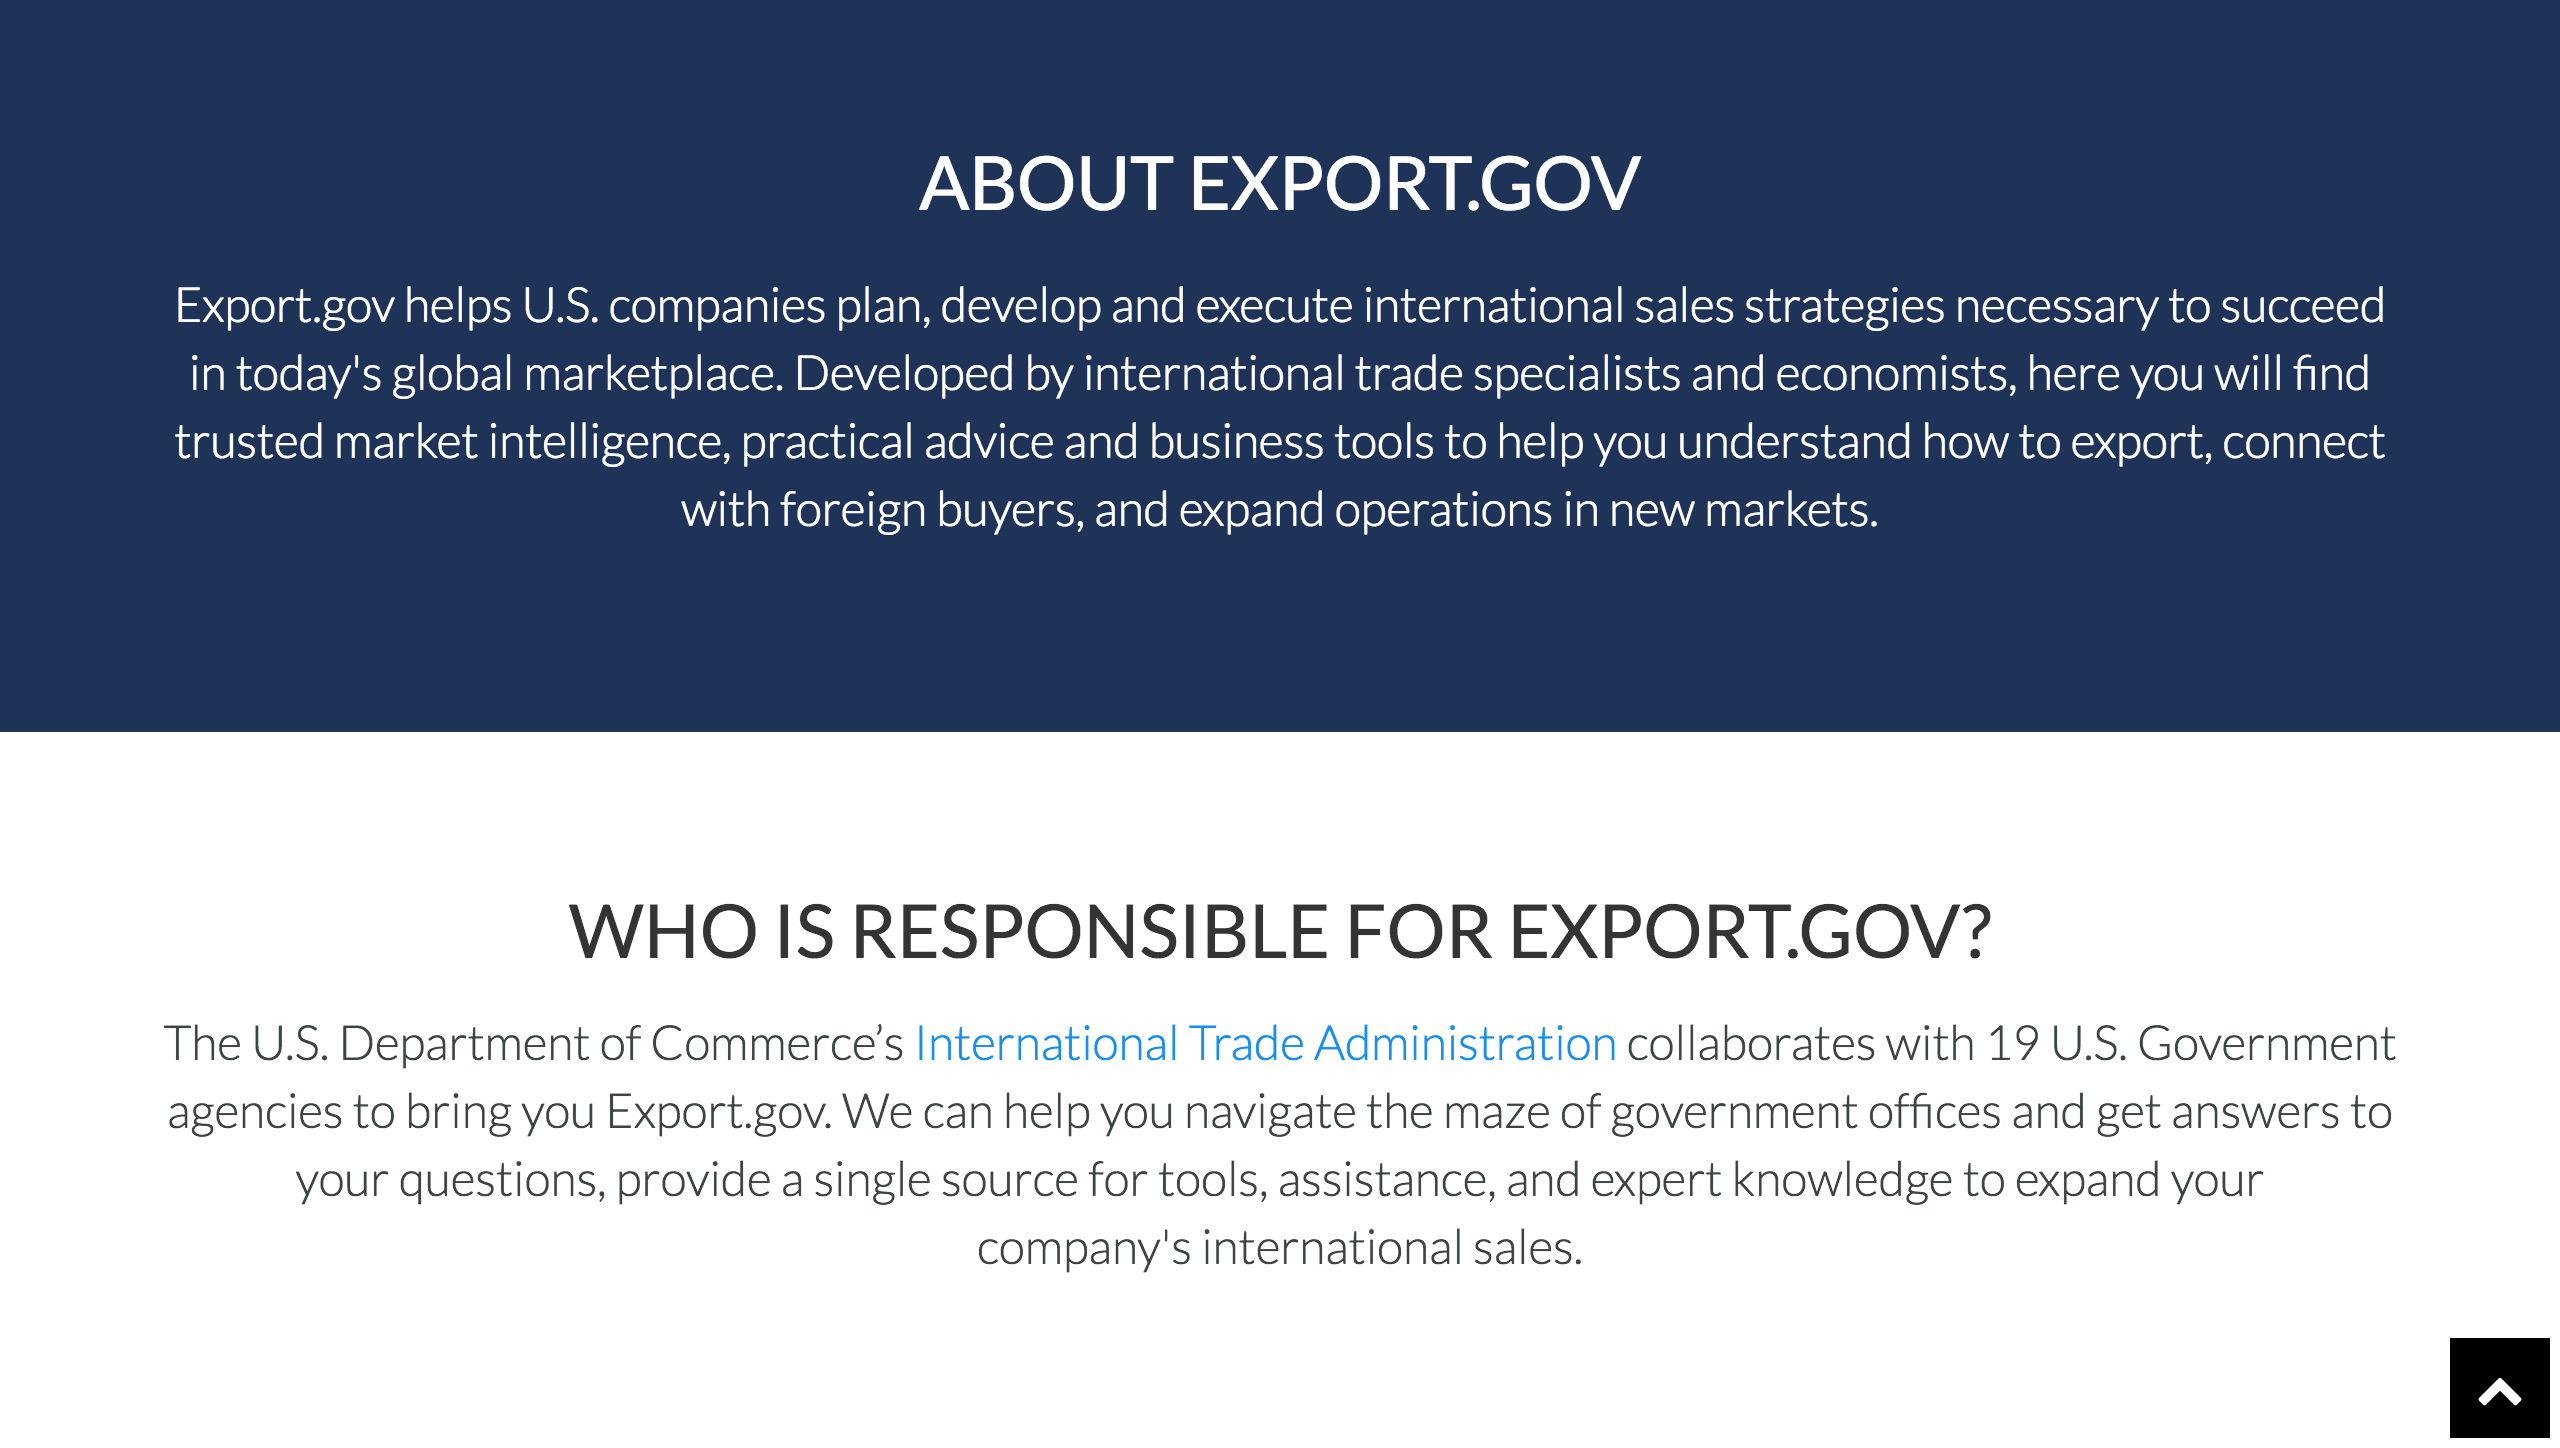 ABOUT EXPORT.GOV
Export.gov helps U.S. companies plan, develop and execute international sales strategies necessary to succeed
in today's global marketplace. Developed by international trade specialists and economists, here you will find
trusted market intelligence, practical advice and business tools to help you understand how to export, connect
with foreign buyers, and expand operations in new markets.
WHO IS RESPONSIBLE FOR EXPORT.GOV?
The U.S. Department of Commerce’s International Trade Administration collaborates with 19 U.S. Government
agencies to bring you Export.gov. We can help you navigate the maze of government offices and get answers to
your questions, provide a single source for tools, assistance, and expert knowledge to expand your
company's international sales.